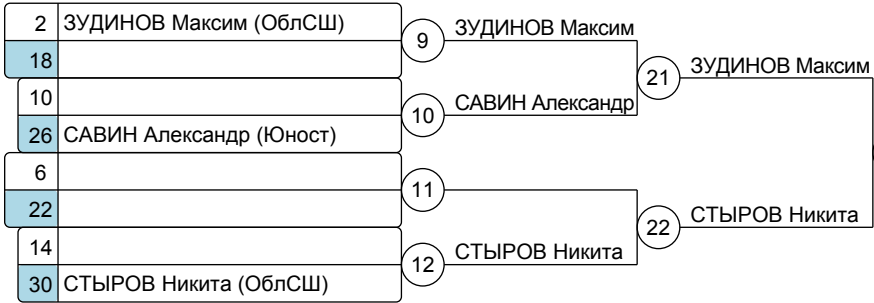 2 ЗУДИНОВ Максим (ОблСШ)
18
9 ЗУДИНОВ Максим
10
26 САВИН Александр (Юност)
10 САВИН Александр
21 ЗУДИНОВ Максим
6
22
11
14
30 СТЫРОВ Никита (ОблСШ)
12 СТЫРОВ Никита
22 СТЫРОВ Никита